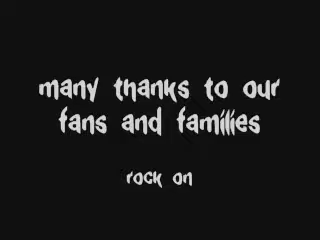 many thanks to our
fans and families
rock on